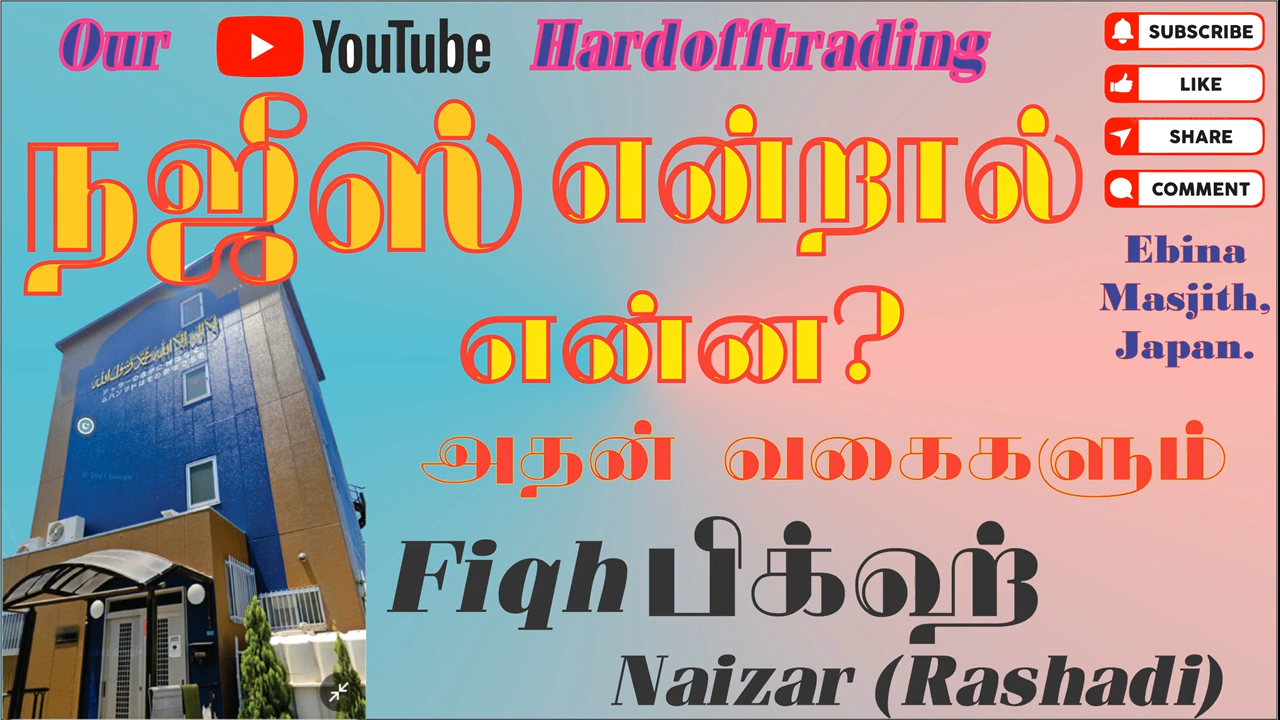 Our YouTube Hardofftrading
SUBSCRIBE
LIKE
SHARE
COMMENT
நஜீஸ் என்றால்
என்ன?
Ebina
Masjith,
Japan.
அதன் வகைகளும்
Fiqh பிக்ஹ்
Naizar (Rashadi)